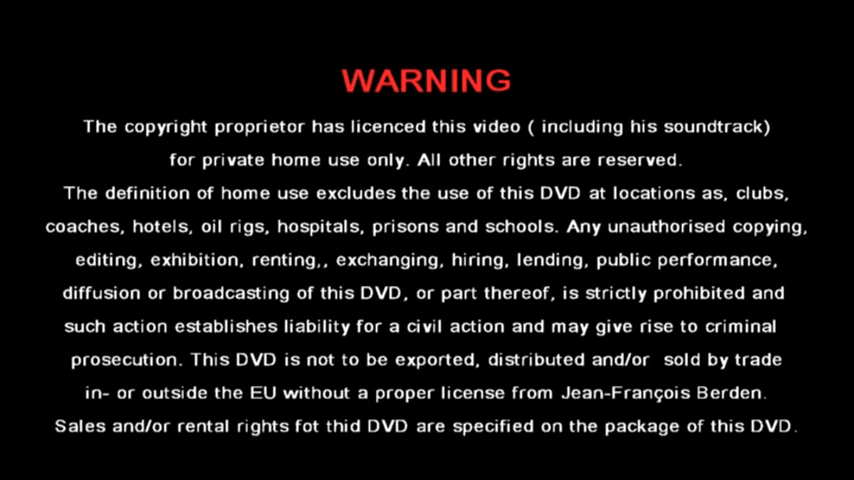 WARNING
The copyright proprietor has licenced this video ( including his soundtrack)
for private home use only. All other rights are reserved.
The definition of home use excludes the use of this DVD at locations as, clubs,
coaches, hotels, oil rigs, hospitals, prisons and schools. Any unauthorised copying,
editing, exhibition, renting,, exchanging, hiring, lending, public performance,
diffusion or broadcasting of this DVD, or part thereof, is strictly prohibited and
such action establishes liability for a civil action and may give rise to criminal
prosecution. This DVD is not to be exported, distributed and/or  sold by trade
in- or outside the EU without a proper license from Jean-François Berden.
Sales and/or rental rights fot thid DVD are specified on the package of this DVD.